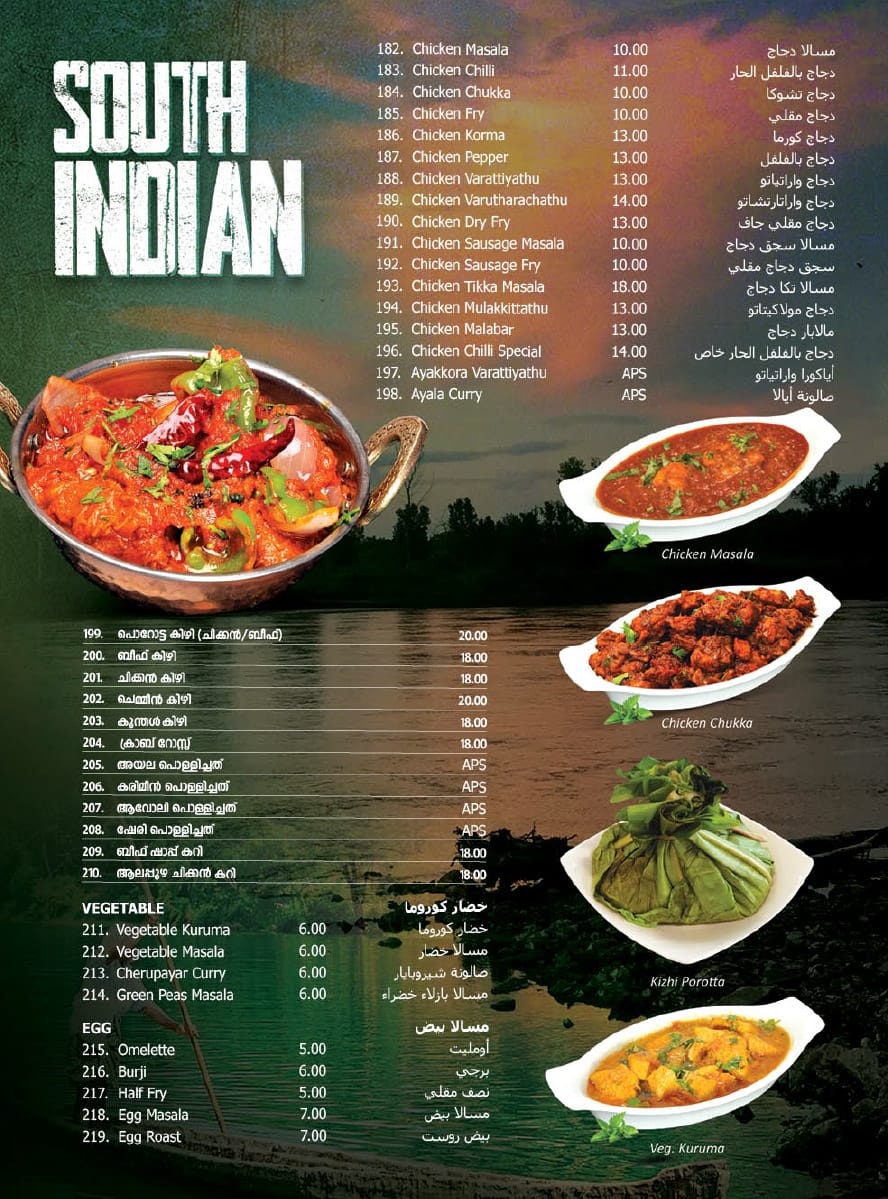 SOUTH
INDIAN
182. Chicken Masala 10.00 مسالا دجاج
183. Chicken Chilli 11.00 دجاج بالفلفل الحار
184. Chicken Chukka 10.00 دجاج تشوكا
185. Chicken Fry 10.00 دجاج مقلي
186. Chicken Korma 13.00 دجاج كورما
187. Chicken Pepper 13.00 دجاج بالفلفل
188. Chicken Varattiyathu 13.00 دجاج واراتياتو
189. Chicken Varutharachathu 14.00 دجاج واراتارتشاتو
190. Chicken Dry Fry 13.00 دجاج مقلي جاف
191. Chicken Sausage Masala 10.00 مسالا سجق دجاج
192. Chicken Sausage Fry 10.00 سجق دجاج مقلي
193. Chicken Tikka Masala 18.00 مسالا تكا دجاج
194. Chicken Mulakkittathu 13.00 دجاج مولاكيتاتو
195. Chicken Malabar 13.00 مالابار دجاج
196. Chicken Chilli Special 14.00 دجاج بالفلفل الحار خاص
197. Ayakkora Varattiyathu APS أياكورا واراتياتو
198. Ayala Curry APS صالونة أيالا
Chicken Masala
199. പൊറോട്ട കിഴി (ചിക്കൻ/ബീഫ്) 20.00
200. ബീഫ് കിഴി 18.00
201. ചിക്കൻ കിഴി 18.00
202. ചെമ്മീൻ കിഴി 20.00
203. കൂന്തൾ കിഴി 18.00
204. ക്രാബ് റോസ്റ്റ് 18.00
205. അയല പൊള്ളിച്ചത് APS
206. കരിമീൻ പൊള്ളിച്ചത് APS
207. ആവോലി പൊള്ളിച്ചത് APS
208. ഷേരി പൊള്ളിച്ചത് APS
209. ബീഫ് ഷാപ്പ് കറി 18.00
210. ആലപ്പുഴ ചിക്കൻ കറി 18.00
Chicken Chukka
Kizhi Porotta
VEGETABLE خضار كوروما
211. Vegetable Kuruma 6.00 خضار كوروما
212. Vegetable Masala 6.00 مسالا خضار
213. Cherupayar Curry 6.00 صالونة شيروبايار
214. Green Peas Masala 6.00 مسالا بازلاء خضراء
EGG مسالا بيض
215. Omelette 5.00 أومليت
216. Burji 6.00 برجي
217. Half Fry 5.00 نصف مقلي
218. Egg Masala 7.00 مسالا بيض
219. Egg Roast 7.00 بيض روست
Veg. Kuruma